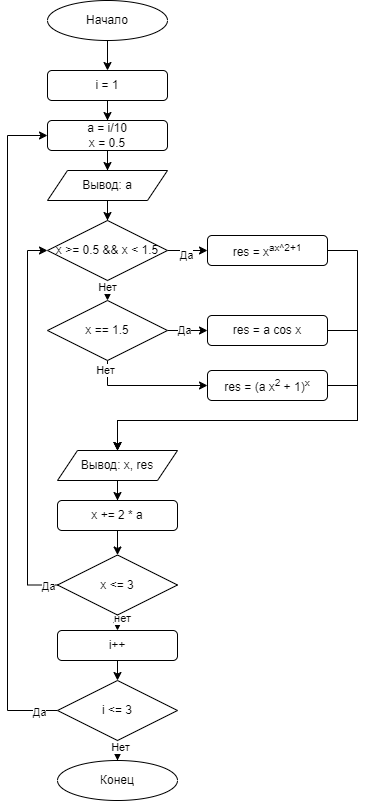 Начало
i = 1
a = i/10
x = 0.5
Вывод: a
x >= 0.5 && x < 1.5
Да
res = x^ax^2+1
Нет
x == 1.5
Да
res = a cos x
Нет
res = (a x² + 1)^x
Вывод: x, res
x += 2 * a
x <= 3
Да
нет
i++
i <= 3
Да
Нет
Конец